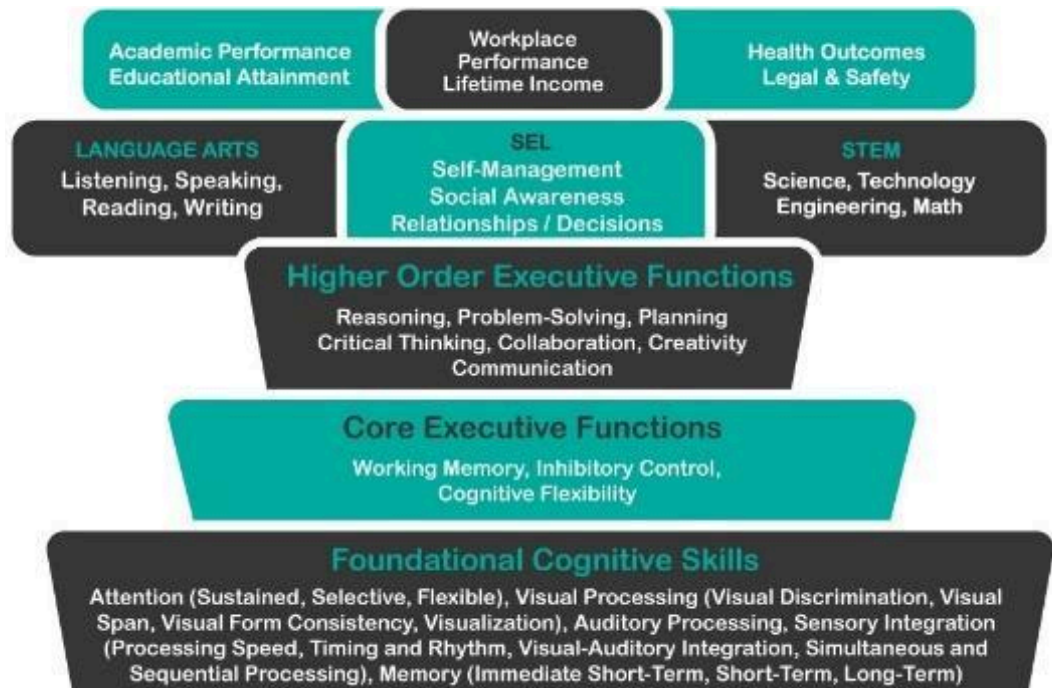 Academic Performance
Educational Attainment
Workplace
Performance
Lifetime Income
Health Outcomes
Legal & Safety
LANGUAGE ARTS
Listening, Speaking,
Reading, Writing
SEL
Self-Management
Social Awareness
Relationships / Decisions
STEM
Science, Technology
Engineering, Math
Higher Order Executive Functions
Reasoning, Problem-Solving, Planning
Critical Thinking, Collaboration, Creativity
Communication
Core Executive Functions
Working Memory, Inhibitory Control,
Cognitive Flexibility
Foundational Cognitive Skills
Attention (Sustained, Selective, Flexible), Visual Processing (Visual Discrimination, Visual
Span, Visual Form Consistency, Visualization), Auditory Processing, Sensory Integration
(Processing Speed, Timing and Rhythm, Visual-Auditory Integration, Simultaneous and
Sequential Processing), Memory (Immediate Short-Term, Short-Term, Long-Term)